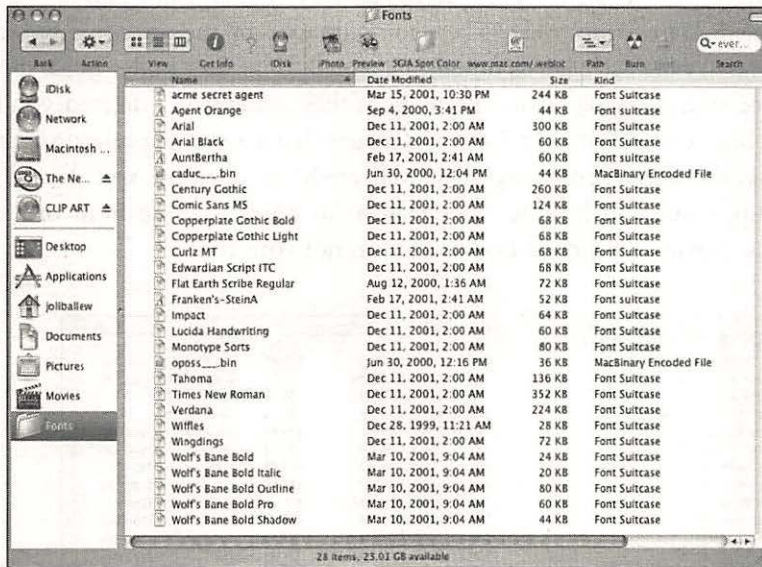 Fonts
Back Action View Get Info iDisk iPhoto Preview SGIA Spot Color www.mac.com/.webloc Path Burn Search
Q- ever...
Name Date Modified Size Kind
iDisk
Network
Macintosh ...
The Ne...
CLIP ART
Desktop
Applications
joliballew
Documents
Pictures
Movies
Fonts
acme secret agent Mar 15, 2001, 10:30 PM 244 KB Font Suitcase
Agent Orange Sep 4, 2000, 3:41 PM 44 KB Font Suitcase
Arial Dec 11, 2001, 2:00 AM 300 KB Font Suitcase
Arial Black Dec 11, 2001, 2:00 AM 60 KB Font Suitcase
AuntBertha Feb 17, 2001, 2:41 AM 60 KB Font suitcase
caduc___.bin Jun 30, 2000, 12:04 PM 44 KB MacBinary Encoded File
Century Gothic Dec 11, 2001, 2:00 AM 260 KB Font Suitcase
Comic Sans MS Dec 11, 2001, 2:00 AM 124 KB Font Suitcase
Copperplate Gothic Bold Dec 11, 2001, 2:00 AM 68 KB Font Suitcase
Copperplate Gothic Light Dec 11, 2001, 2:00 AM 68 KB Font Suitcase
Curlz MT Dec 11, 2001, 2:00 AM 68 KB Font Suitcase
Edwardian Script ITC Dec 11, 2001, 2:00 AM 68 KB Font Suitcase
Flat Earth Scribe Regular Aug 12, 2000, 1:36 AM 72 KB Font Suitcase
Franken's-SteinA Feb 17, 2001, 2:41 AM 52 KB Font suitcase
Impact Dec 11, 2001, 2:00 AM 64 KB Font Suitcase
Lucida Handwriting Dec 11, 2001, 2:00 AM 60 KB Font Suitcase
Monotype Sorts Dec 11, 2001, 2:00 AM 80 KB Font Suitcase
oposs___.bin Jun 30, 2000, 12:16 PM 36 KB MacBinary Encoded File
Tahoma Dec 11, 2001, 2:00 AM 136 KB Font Suitcase
Times New Roman Dec 11, 2001, 2:00 AM 352 KB Font Suitcase
Verdana Dec 11, 2001, 2:00 AM 224 KB Font Suitcase
Wiffles Dec 28, 1999, 11:21 AM 28 KB Font Suitcase
Wingdings Dec 11, 2001, 2:00 AM 72 KB Font Suitcase
Wolf's Bane Bold Mar 10, 2001, 9:04 AM 24 KB Font Suitcase
Wolf's Bane Bold Italic Mar 10, 2001, 9:04 AM 20 KB Font Suitcase
Wolf's Bane Bold Outline Mar 10, 2001, 9:04 AM 80 KB Font Suitcase
Wolf's Bane Bold Pro Mar 10, 2001, 9:04 AM 60 KB Font Suitcase
Wolf's Bane Bold Shadow Mar 10, 2001, 9:04 AM 44 KB Font Suitcase
28 items, 23.01 GB available